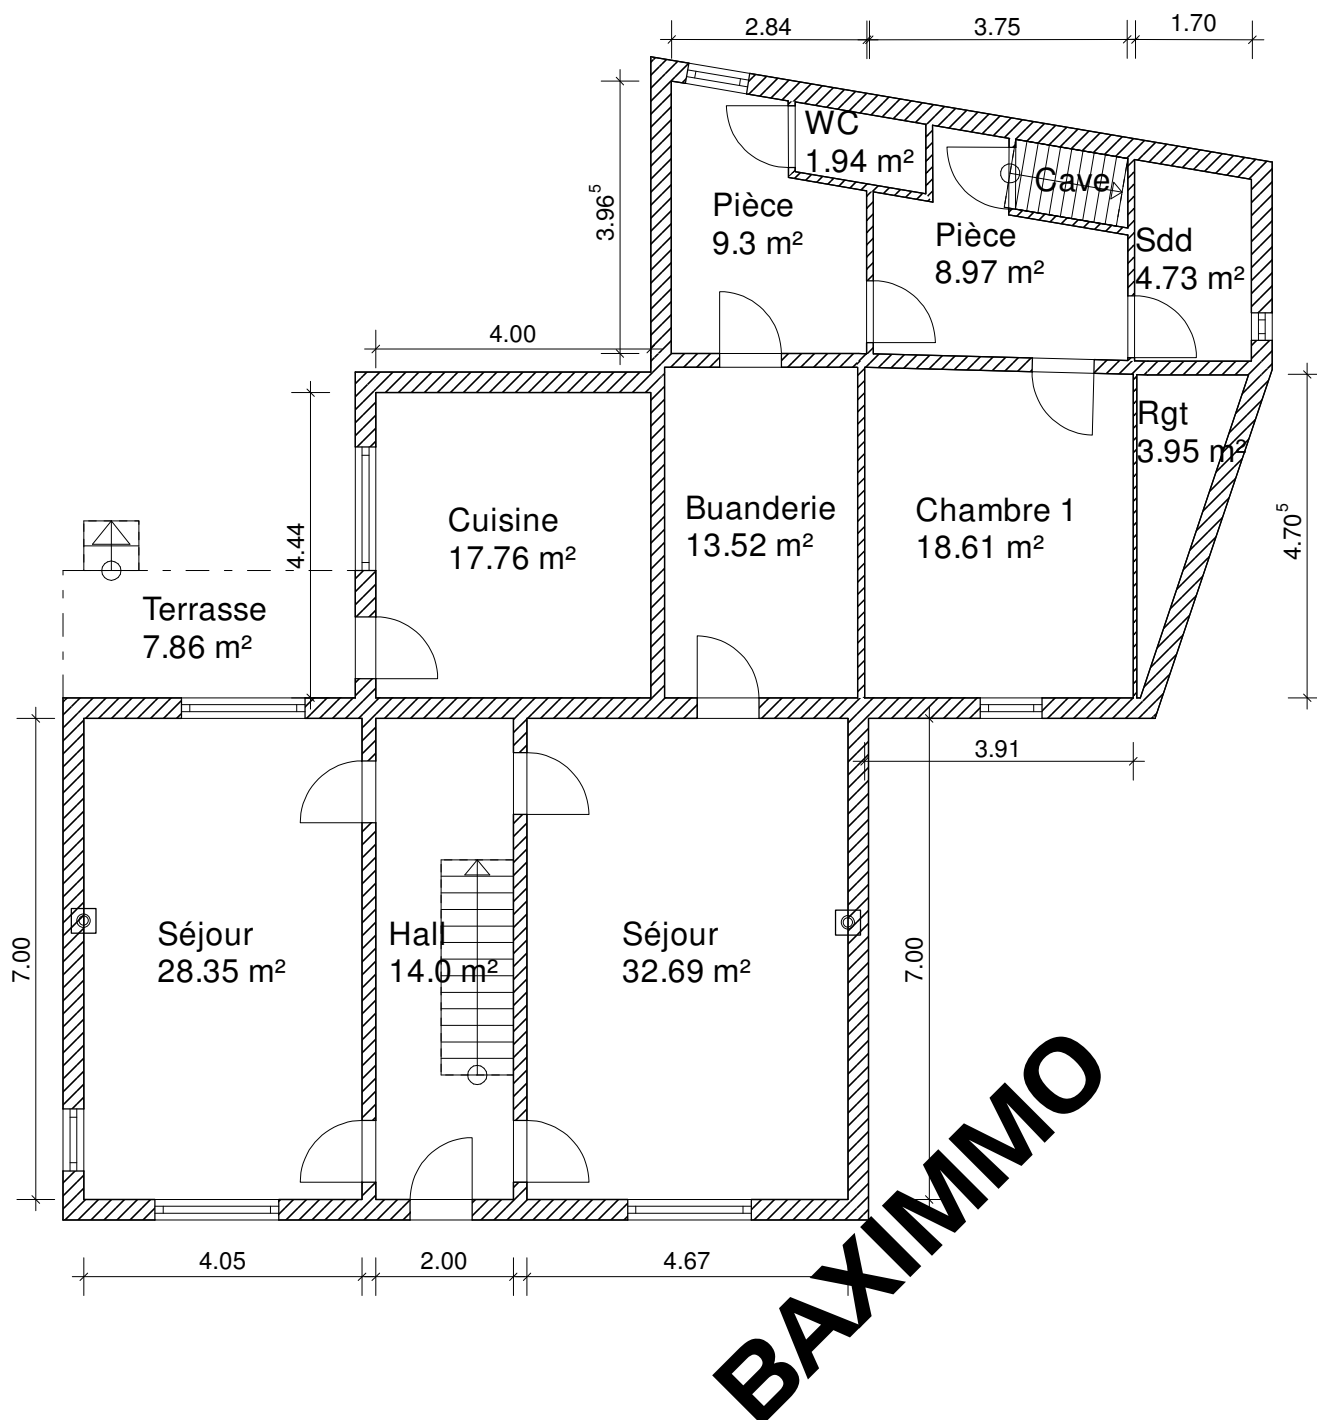 2.84
3.75
1.70
WC
1.94 m²
Cave
3.96⁵
Pièce
9.3 m²
Pièce
8.97 m²
Sdd
4.73 m²
4.00
Rgt
3.95 m²
4.44
Cuisine
17.76 m²
Buanderie
13.52 m²
Chambre 1
18.61 m²
4.70⁵
Terrasse
7.86 m²
3.91
7.00
Séjour
28.35 m²
Hall
14.0 m²
Séjour
32.69 m²
7.00
4.05
2.00
4.67
BAXIMMO